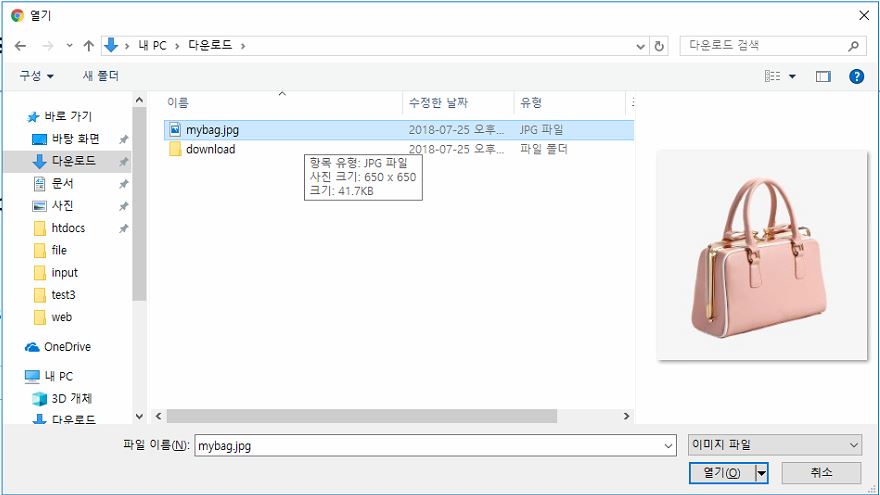 열기
내 PC
다운로드
다운로드 검색
구성
새 폴더
이름
수정한 날짜
유형
바로 가기
바탕 화면
다운로드
문서
사진
htdocs
file
input
test3
web
OneDrive
내 PC
3D 개체
다운로드
mybag.jpg
2018-07-25 오후...
JPG 파일
download
2018-07-25 오후...
파일 폴더
항목 유형: JPG 파일
사진 크기: 650 x 650
크기: 41.7KB
파일 이름(N):
mybag.jpg
이미지 파일
열기(O)
취소